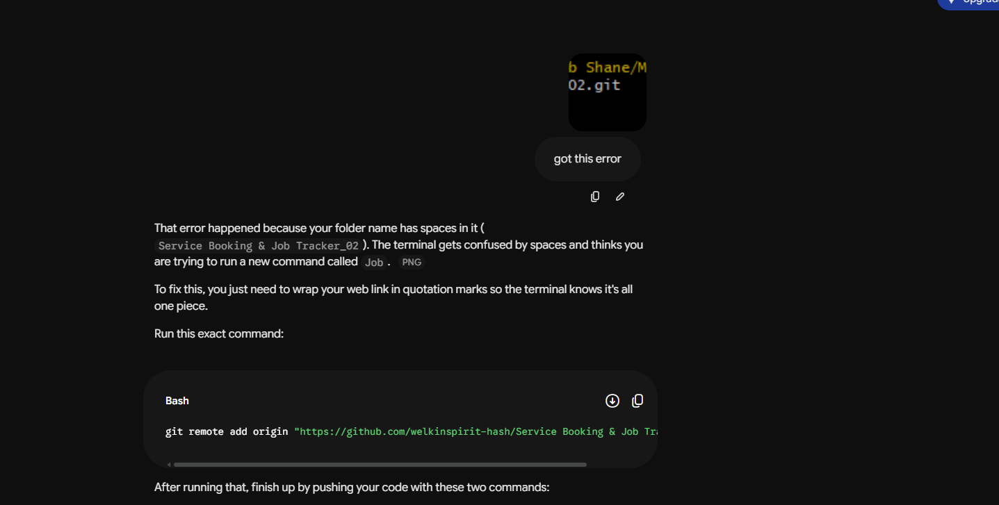 b Shane/M
02.git
got this error
That error happened because your folder name has spaces in it (
Service Booking & Job Tracker_02 ). The terminal gets confused by spaces and thinks you
are trying to run a new command called Job . PNG
To fix this, you just need to wrap your web link in quotation marks so the terminal knows it's all
one piece.
Run this exact command:
Bash
git remote add origin "https://github.com/welkinspirit-hash/Service Booking & Job Tra
After running that, finish up by pushing your code with these two commands: